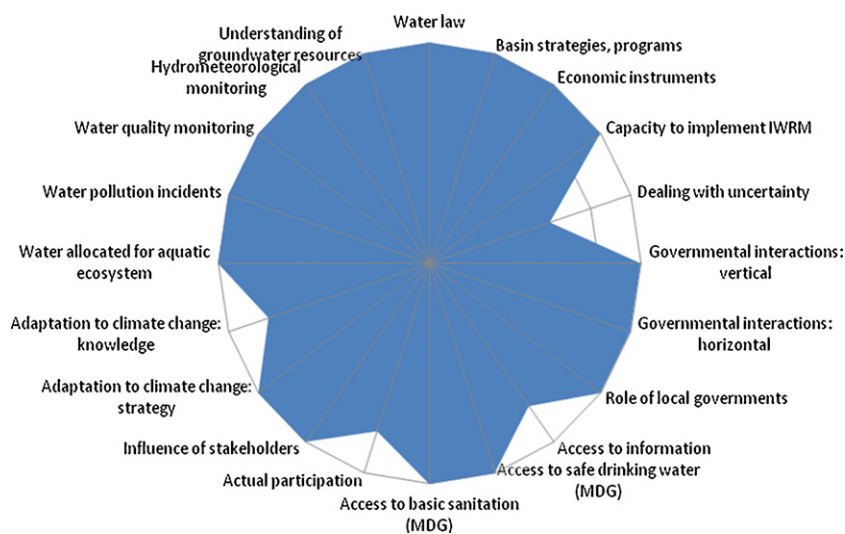 Water law
Basin strategies, programs
Economic instruments
Capacity to implement IWRM
Dealing with uncertainty
Governmental interactions:
vertical
Governmental interactions:
horizontal
Role of local governments
Access to information
Access to safe drinking water
(MDG)
Access to basic sanitation
(MDG)
Actual participation
Influence of stakeholders
Adaptation to climate change:
strategy
Adaptation to climate change:
knowledge
Water allocated for aquatic
ecosystem
Water pollution incidents
Water quality monitoring
Hydrometeorological
monitoring
Understanding of
groundwater resources